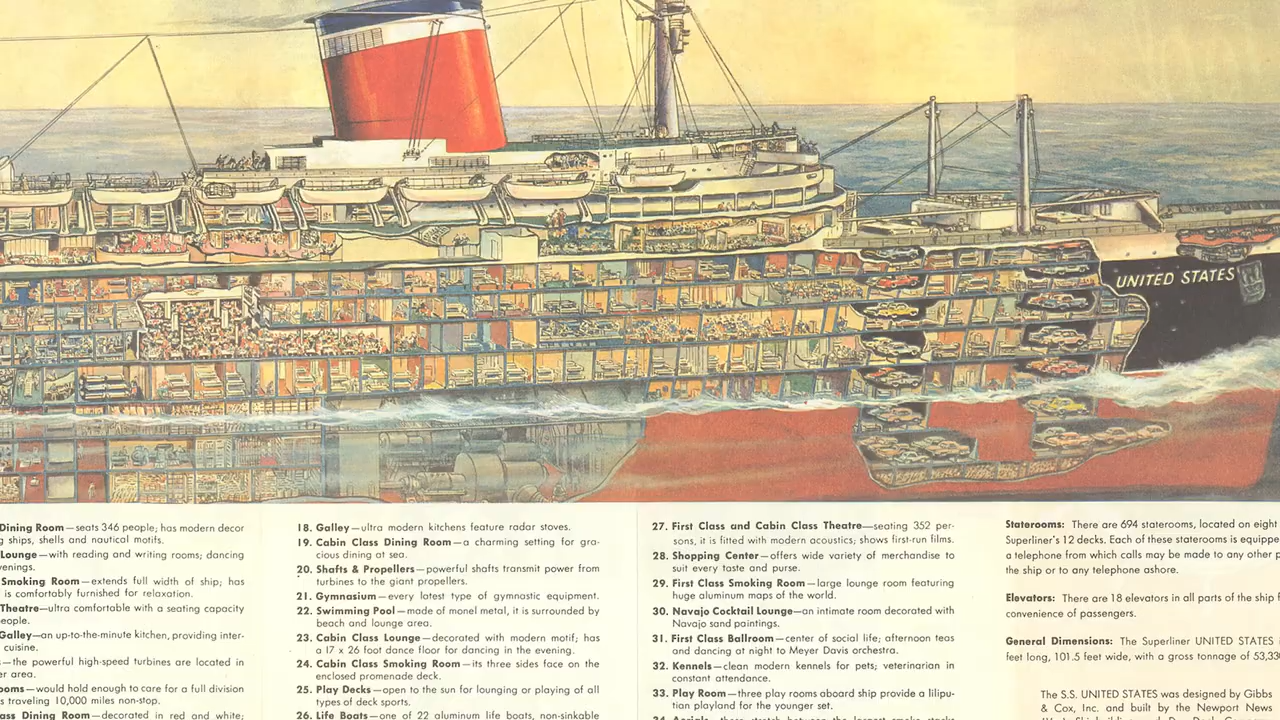 UNITED STATES
Dining Room—seats 346 people; has modern decor
g ships, shells and nautical motifs.
Lounge—with reading and writing rooms; dancing
venings.
Smoking Room—extends full width of ship; has
is comfortably furnished for relaxation.
Theatre—ultra comfortable with a seating capacity
eople.
Galley—an up-to-the-minute kitchen, providing inter-
cuisine.
s—the powerful high-speed turbines are located in
er area.
ooms—would hold enough to care for a full division
s traveling 10,000 miles non-stop.
ass Dining Room—decorated in red and white;
18. Galley—ultra modern kitchens feature radar stoves.
19. Cabin Class Dining Room—a charming setting for gra-
cious dining at sea.
20. Shafts & Propellers—powerful shafts transmit power from
turbines to the giant propellers.
21. Gymnasium—every latest type of gymnastic equipment.
22. Swimming Pool—made of monel metal, it is surrounded by
beach and lounge area.
23. Cabin Class Lounge—decorated with modern motif; has
a 17 x 26 foot dance floor for dancing in the evening.
24. Cabin Class Smoking Room—its three sides face on the
enclosed promenade deck.
25. Play Decks—open to the sun for lounging or playing of all
types of deck sports.
26. Life Boats—one of 22 aluminum life boats, non-sinkable
27. First Class and Cabin Class Theatre—seating 352 per-
sons, it is fitted with modern acoustics; shows first-run films.
28. Shopping Center—offers wide variety of merchandise to
suit every taste and purse.
29. First Class Smoking Room—large lounge room featuring
huge aluminum maps of the world.
30. Navajo Cocktail Lounge—an intimate room decorated with
Navajo sand paintings.
31. First Class Ballroom—center of social life; afternoon teas
and dancing at night to Meyer Davis orchestra.
32. Kennels—clean modern kennels for pets; veterinarian in
constant attendance.
33. Play Room—three play rooms aboard ship provide a lilipu-
tian playland for the younger set.
Staterooms: There are 694 staterooms, located on eight
Superliner's 12 decks. Each of these staterooms is equippe
a telephone from which calls may be made to any other p
the ship or to any telephone ashore.
Elevators: There are 18 elevators in all parts of the ship f
convenience of passengers.
General Dimensions: The Superliner UNITED STATES i
feet long, 101.5 feet wide, with a gross tonnage of 53,33
The S.S. UNITED STATES was designed by Gibbs
& Cox, Inc. and built by the Newport News